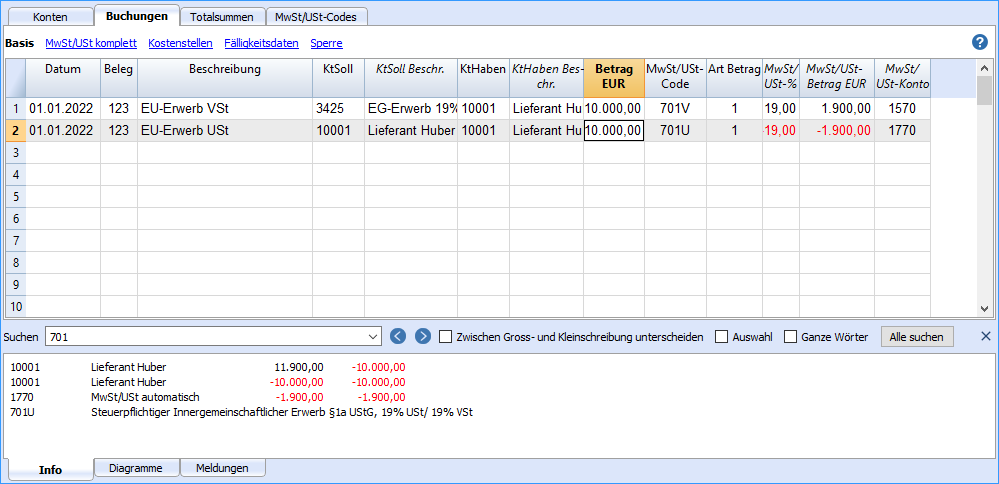 Konten Buchungen Totalsummen MwSt/USt-Codes
Basis MwSt/USt komplett Kostenstellen Fälligkeitsdaten Sperre ?
Datum Beleg Beschreibung KtSoll KtSoll Beschr. KtHaben KtHaben Bes- Betrag MwSt/USt- Art Betrag MwSt/ MwSt/USt- MwSt/
chr. EUR Code USt-% Betrag EUR USt-Konto
1 01.01.2022 123 EU-Erwerb VSt 3425 EG-Erwerb 19% 10001 Lieferant Hu 10.000,00 701V 1 19,00 1.900,00 1570
2 01.01.2022 123 EU-Erwerb USt 10001 Lieferant Huber 10001 Lieferant Hu 10.000,00 701U 1 -19,00 -1.900,00 1770
3
4
5
6
7
8
9
10
Suchen 701 Zwischen Gross- und Kleinschreibung unterscheiden Auswahl Ganze Wörter Alle suchen
10001 Lieferant Huber 11.900,00 -10.000,00
10001 Lieferant Huber -10.000,00 -10.000,00
1770 MwSt/USt automatisch -1.900,00 -1.900,00
701U Steuerpflichtiger Innergemeinschaftlicher Erwerb §1a UStG, 19% USt/ 19% VSt
Info Diagramme Meldungen